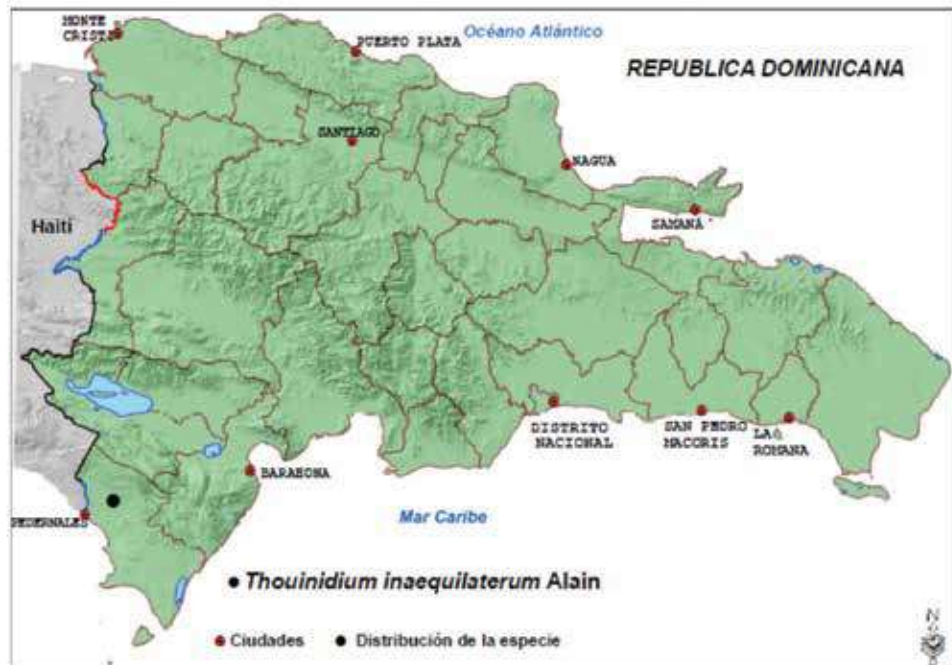 MONTE
CRISTI
PUERTO PLATA
Océano Atlántico
REPUBLICA DOMINICANA
SANTIAGO
NAGUA
SAMANÁ
Haití
DISTRITO
NACIONAL
SAN PEDRO
MACORIS
LA
ROMANA
BARAHONA
PEDERNALES
Mar Caribe
Thouinidium inaequilaterum Alain
Ciudades
Distribución de la especie
N